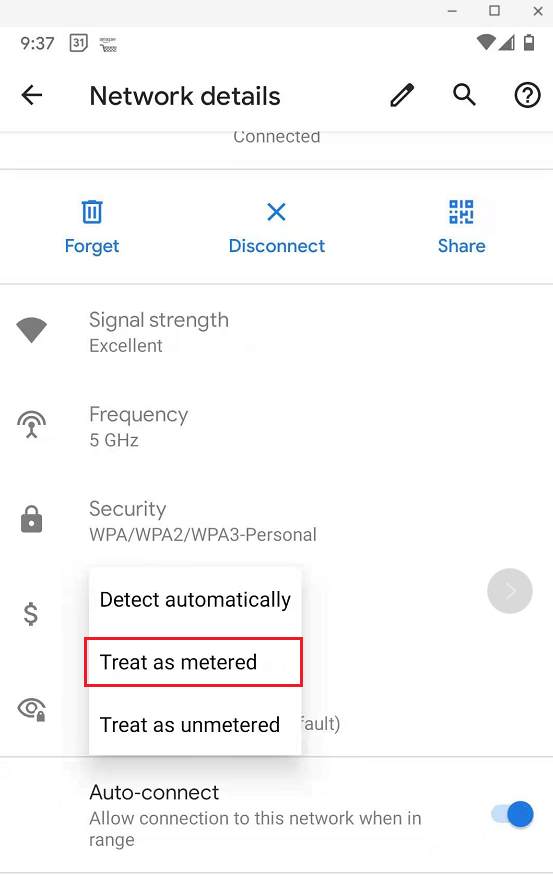 9:37
31
Network details
Connected
Forget
Disconnect
Share
Signal strength
Excellent
Frequency
5 GHz
Security
WPA/WPA2/WPA3-Personal
Detect automatically
Treat as metered
Treat as unmetered
fault)
Auto-connect
Allow connection to this network when in
range